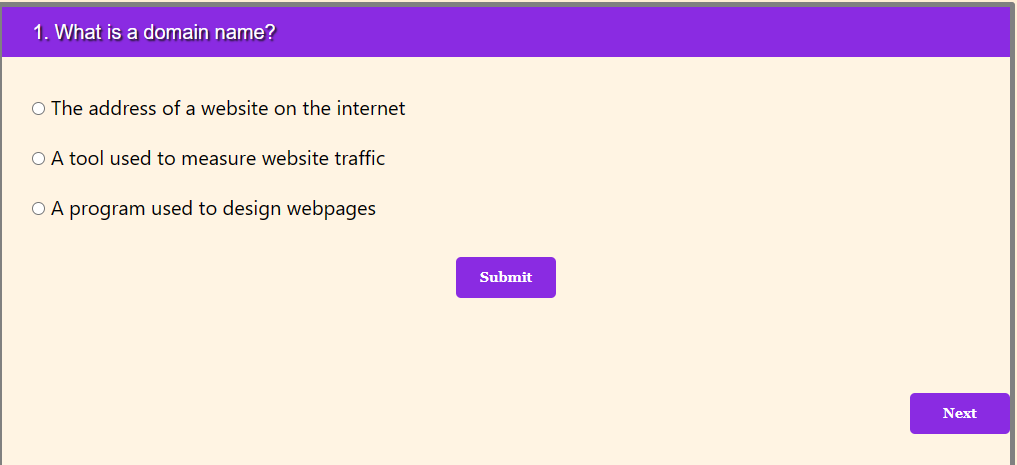 1. What is a domain name?
The address of a website on the internet
A tool used to measure website traffic
A program used to design webpages
Submit
Next